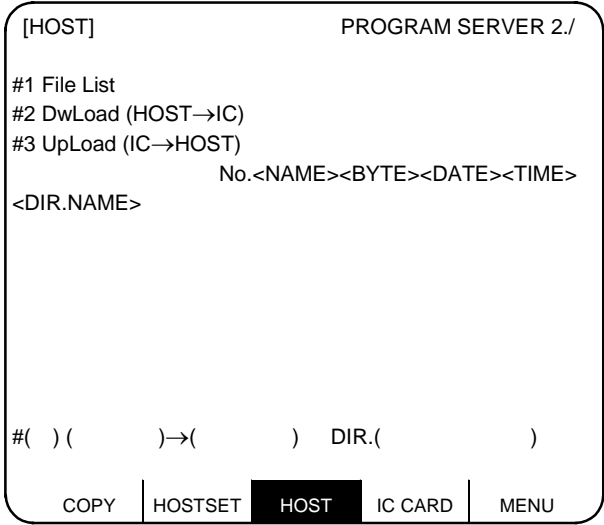 [HOST] PROGRAM SERVER 2./
#1 File List
#2 DwLoad (HOST→IC)
#3 UpLoad (IC→HOST)
No.<NAME><BYTE><DATE><TIME>
<DIR.NAME>
#( ) ( )→( ) DIR.( )
COPY HOSTSET HOST IC CARD MENU